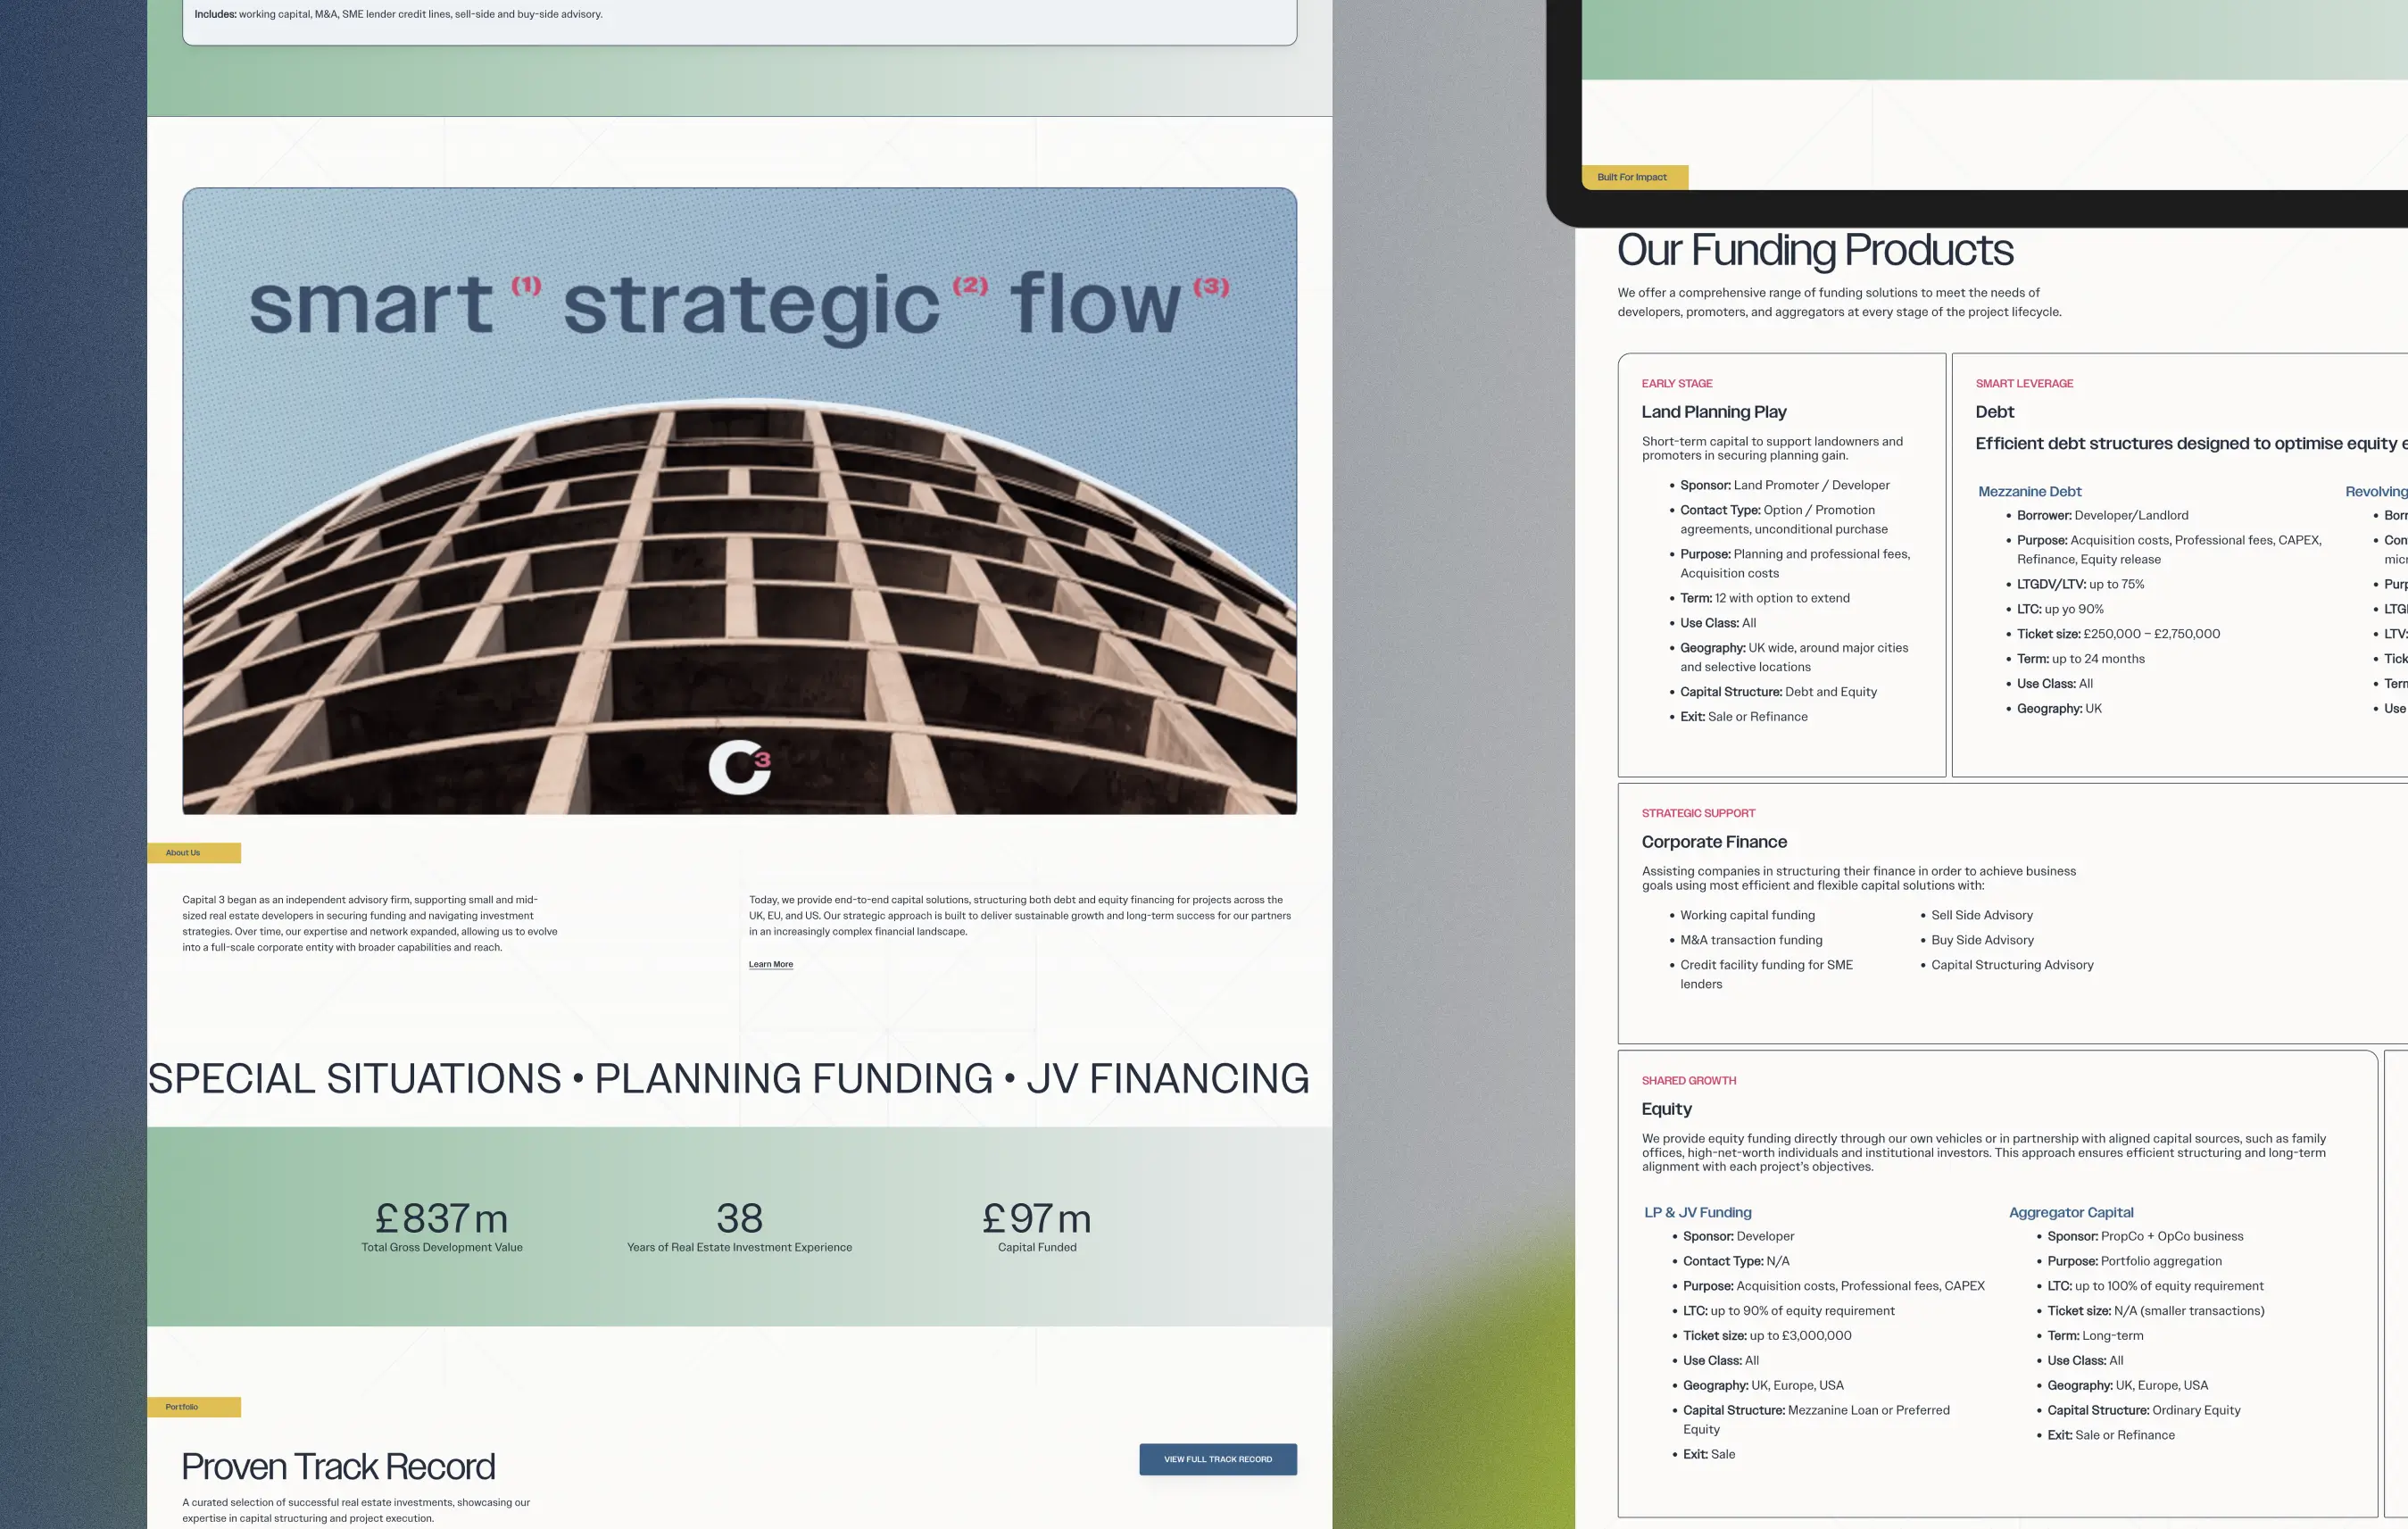 Includes: working capital, M&A, SME lender credit lines, sell-side and buy-side advisory.
smart (1) strategic (2) flow (3)
C3
About Us
Capital 3 began as an independent advisory firm, supporting small and mid-
sized real estate developers in securing funding and navigating investment
strategies. Over time, our expertise and network expanded, allowing us to evolve
into a full-scale corporate entity with broader capabilities and reach.
Today, we provide end-to-end capital solutions, structuring both debt and equity financing for projects across the
UK, EU, and US. Our strategic approach is built to deliver sustainable growth and long-term success for our partners
in an increasingly complex financial landscape.
Learn More
SPECIAL SITUATIONS • PLANNING FUNDING • JV FINANCING
£837m
Total Gross Development Value
38
Years of Real Estate Investment Experience
£97m
Capital Funded
Portfolio
Proven Track Record
VIEW FULL TRACK RECORD
A curated selection of successful real estate investments, showcasing our
expertise in capital structuring and project execution.
Built For Impact
Our Funding Products
We offer a comprehensive range of funding solutions to meet the needs of
developers, promoters, and aggregators at every stage of the project lifecycle.
EARLY STAGE
Land Planning Play
Short-term capital to support landowners and
promoters in securing planning gain.
• Sponsor: Land Promoter / Developer
• Contact Type: Option / Promotion
agreements, unconditional purchase
• Purpose: Planning and professional fees,
Acquisition costs
• Term: 12 with option to extend
• Use Class: All
• Geography: UK wide, around major cities
and selective locations
• Capital Structure: Debt and Equity
• Exit: Sale or Refinance
SMART LEVERAGE
Debt
Efficient debt structures designed to optimise equity
Mezzanine Debt
• Borrower: Developer/Landlord
• Purpose: Acquisition costs, Professional fees, CAPEX,
Refinance, Equity release
• LTGDV/LTV: up to 75%
• LTC: up yo 90%
• Ticket size: £250,000 – £2,750,000
• Term: up to 24 months
• Use Class: All
• Geography: UK
Revolving
• LTV:
• Use
STRATEGIC SUPPORT
Corporate Finance
Assisting companies in structuring their finance in order to achieve business
goals using most efficient and flexible capital solutions with:
• Working capital funding
• M&A transaction funding
• Credit facility funding for SME
lenders
• Sell Side Advisory
• Buy Side Advisory
• Capital Structuring Advisory
SHARED GROWTH
Equity
We provide equity funding directly through our own vehicles or in partnership with aligned capital sources, such as family
offices, high-net-worth individuals and institutional investors. This approach ensures efficient structuring and long-term
alignment with each project's objectives.
LP & JV Funding
• Sponsor: Developer
• Contact Type: N/A
• Purpose: Acquisition costs, Professional fees, CAPEX
• LTC: up to 90% of equity requirement
• Ticket size: up to £3,000,000
• Use Class: All
• Geography: UK, Europe, USA
• Capital Structure: Mezzanine Loan or Preferred
Equity
• Exit: Sale
Aggregator Capital
• Sponsor: PropCo + OpCo business
• Purpose: Portfolio aggregation
• LTC: up to 100% of equity requirement
• Ticket size: N/A (smaller transactions)
• Term: Long-term
• Use Class: All
• Geography: UK, Europe, USA
• Capital Structure: Ordinary Equity
• Exit: Sale or Refinance